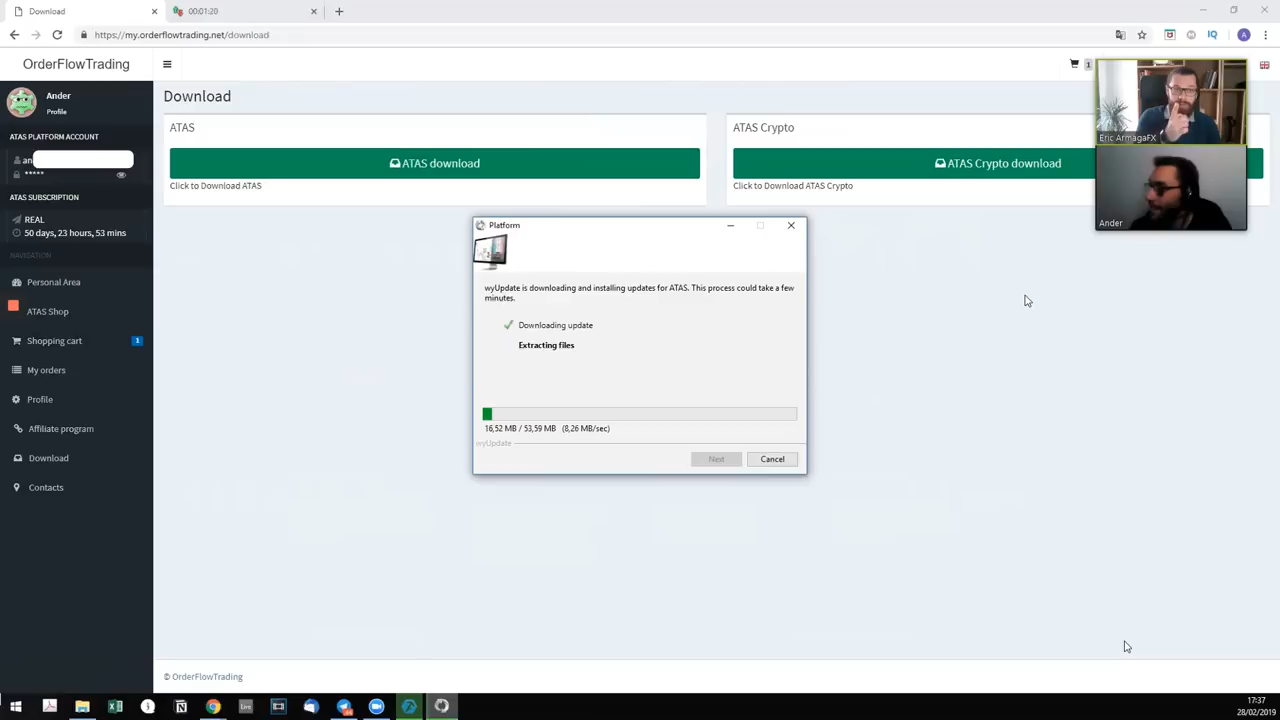 Download
00:01:20
https://my.orderflowtrading.net/download
OrderFlowTrading
1
Ander
Profile
ATAS PLATFORM ACCOUNT
an
*****
ATAS SUBSCRIPTION
REAL
50 days, 23 hours, 53 mins
NAVIGATION
Personal Area
ATAS Shop
Shopping cart
1
My orders
Profile
Affiliate program
Download
Contacts
Download
ATAS
ATAS download
Click to Download ATAS
ATAS Crypto
ATAS Crypto download
Click to Download ATAS Crypto
Eric ArmagaFX
Ander
Platform
wyUpdate is downloading and installing updates for ATAS. This process could take a few
minutes.
Downloading update
Extracting files
16,52 MB / 53,59 MB (8,26 MB/sec)
wyUpdate
Next
Cancel
© OrderFlowTrading
Live
17:37
28/02/2019